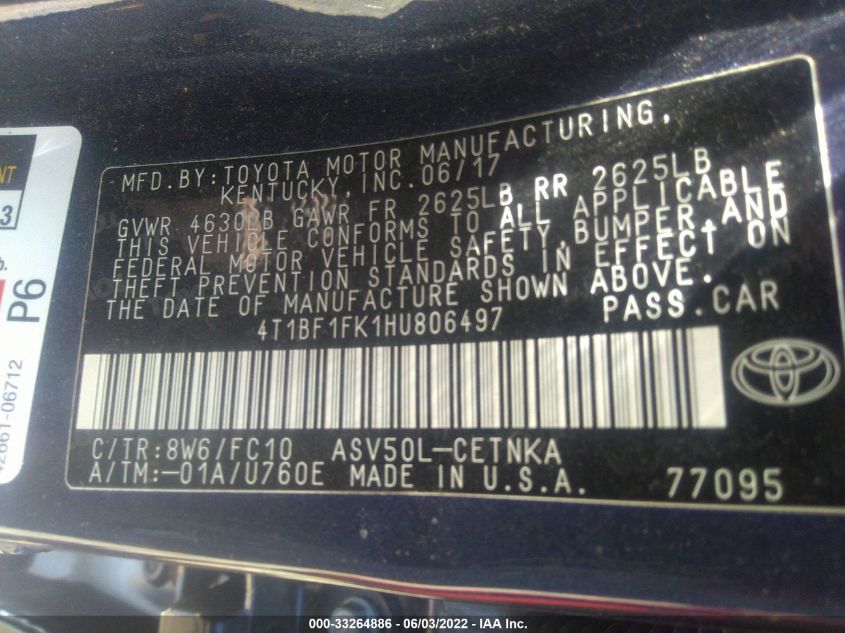 MFD. BY: TOYOTA MOTOR MANUFACTURING,
KENTUCKY, INC. 06/17
GVWR 4630LB GAWR FR 2625LB RR 2625LB
THIS VEHICLE CONFORMS TO ALL APPLICABLE
FEDERAL MOTOR VEHICLE SAFETY, BUMPER, AND
THEFT PREVENTION STANDARDS IN EFFECT ON
THE DATE OF MANUFACTURE SHOWN ABOVE.
4T1BF1FK1HU806497 PASS.CAR
C/TR:8W6/FC10 ASV50L-CETNKA
A/TM:-01A/U760E MADE IN U.S.A. 77095
P6
42661-06712
000-33264886 - 06/03/2022 - IAA Inc.